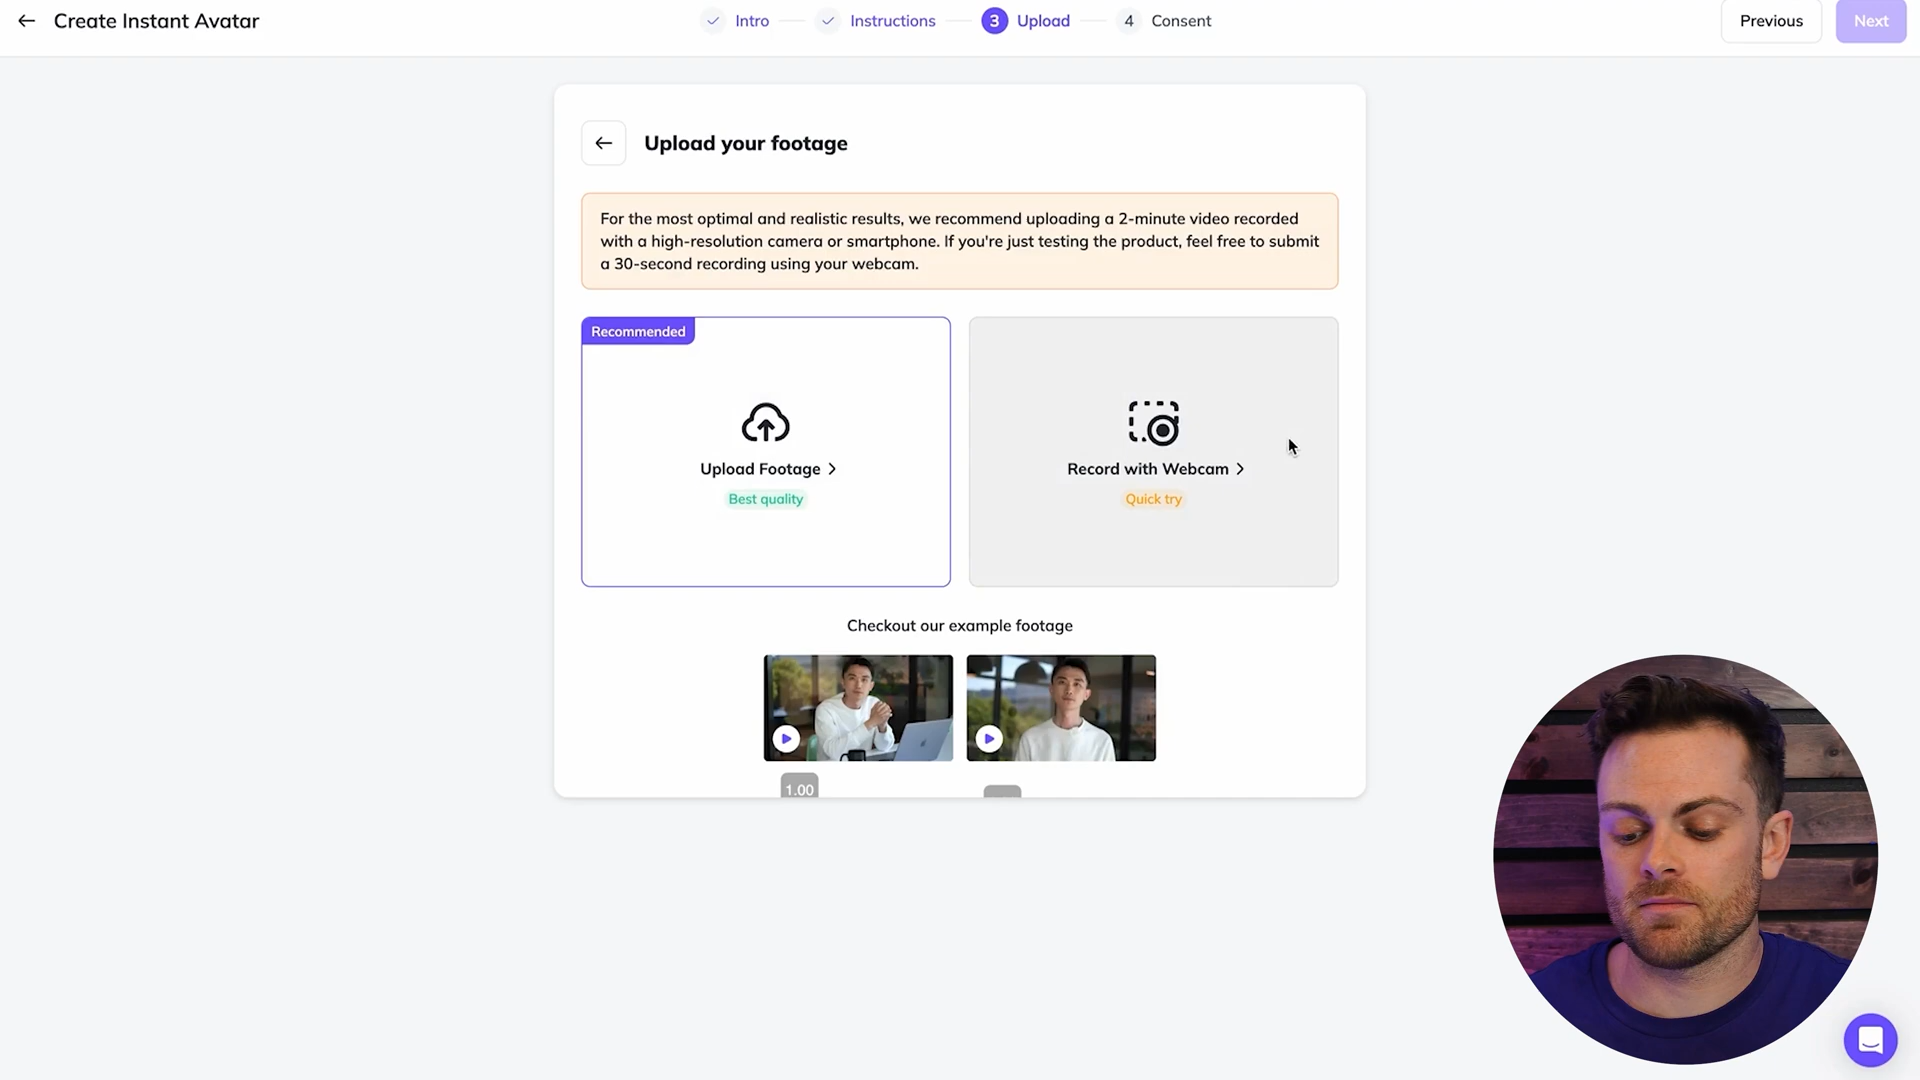 Create Instant Avatar
Intro
Instructions
3 Upload
4 Consent
Previous
Next
Upload your footage
For the most optimal and realistic results, we recommend uploading a 2-minute video recorded
with a high-resolution camera or smartphone. If you're just testing the product, feel free to submit
a 30-second recording using your webcam.
Recommended
Upload Footage
Best quality
Record with Webcam
Quick try
Checkout our example footage
1.00